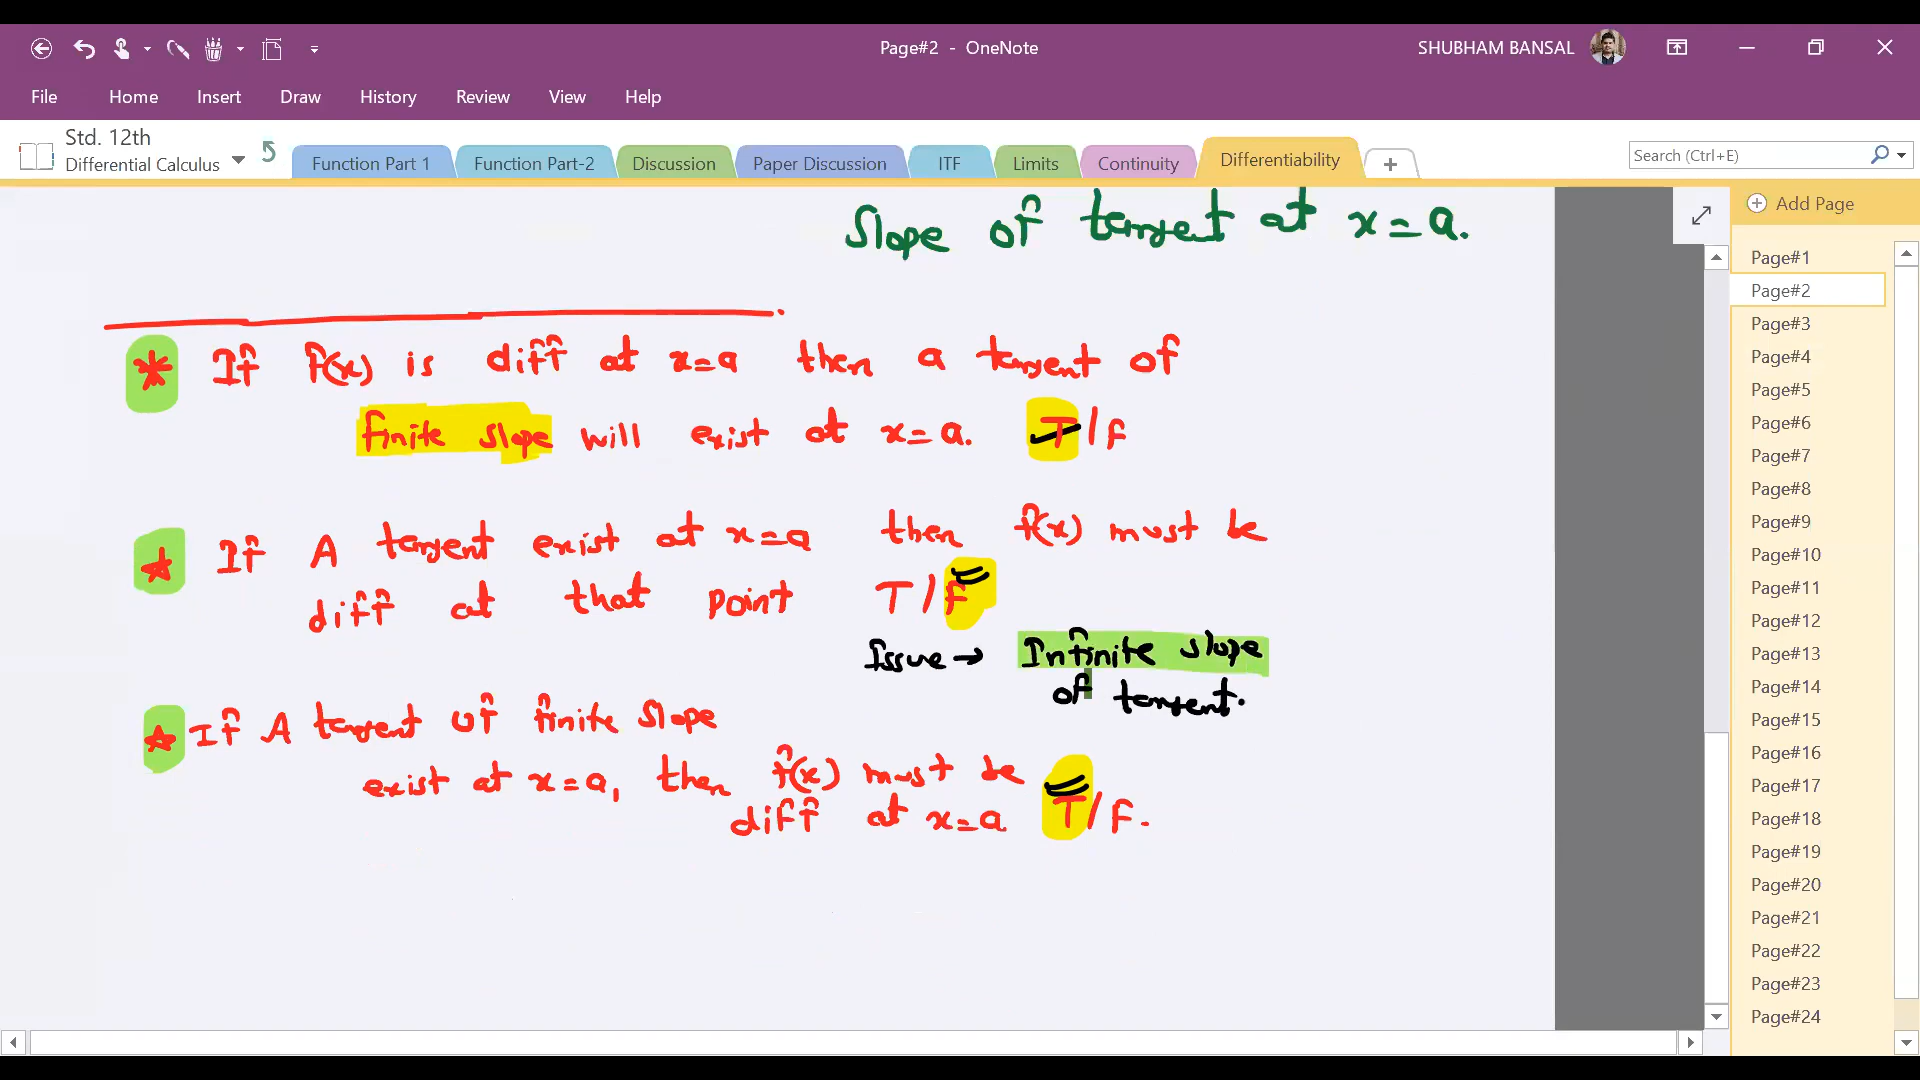 Page#2 - OneNote
SHUBHAM BANSAL
File Home Insert Draw History Review View Help
Std. 12th
Differential Calculus
Function Part 1
Function Part-2
Discussion
Paper Discussion
ITF
Limits
Continuity
Differentiability
Search (Ctrl+E)
Add Page
Slope of tangent at x=a.
* If f(x) is diff at x=a then a tangent of
finite slope will exist at x=a. T/F
If A tangent exist at x=a then f(x) must be
diff at that point T/F
Issue → Infinite slope
of tangent.
If A tangent of finite slope
exist at x=a, then f(x) must be
diff at x=a T/F.
Page#1
Page#2
Page#3
Page#4
Page#5
Page#6
Page#7
Page#8
Page#9
Page#10
Page#11
Page#12
Page#13
Page#14
Page#15
Page#16
Page#17
Page#18
Page#19
Page#20
Page#21
Page#22
Page#23
Page#24